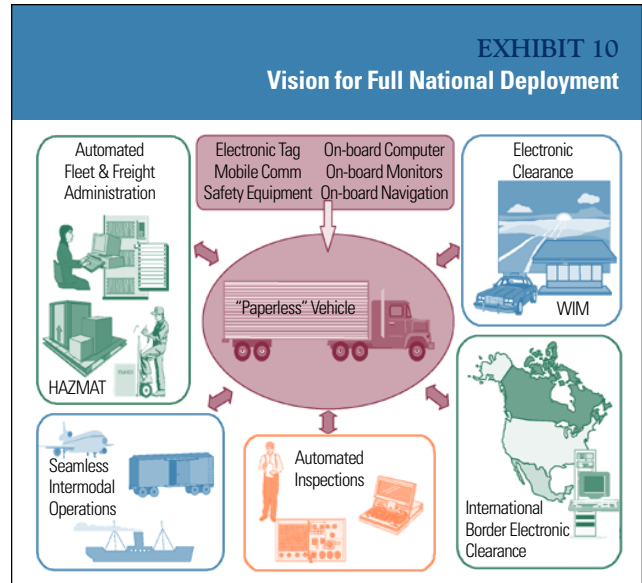 EXHIBIT 10
Vision for Full National Deployment
Automated
Fleet & Freight
Administration
HAZMAT
Electronic Tag On-board Computer
Mobile Comm On-board Monitors
Safety Equipment On-board Navigation
Electronic
Clearance
WIM
"Paperless" Vehicle
Seamless
Intermodal
Operations
Automated
Inspections
International
Border Electronic
Clearance